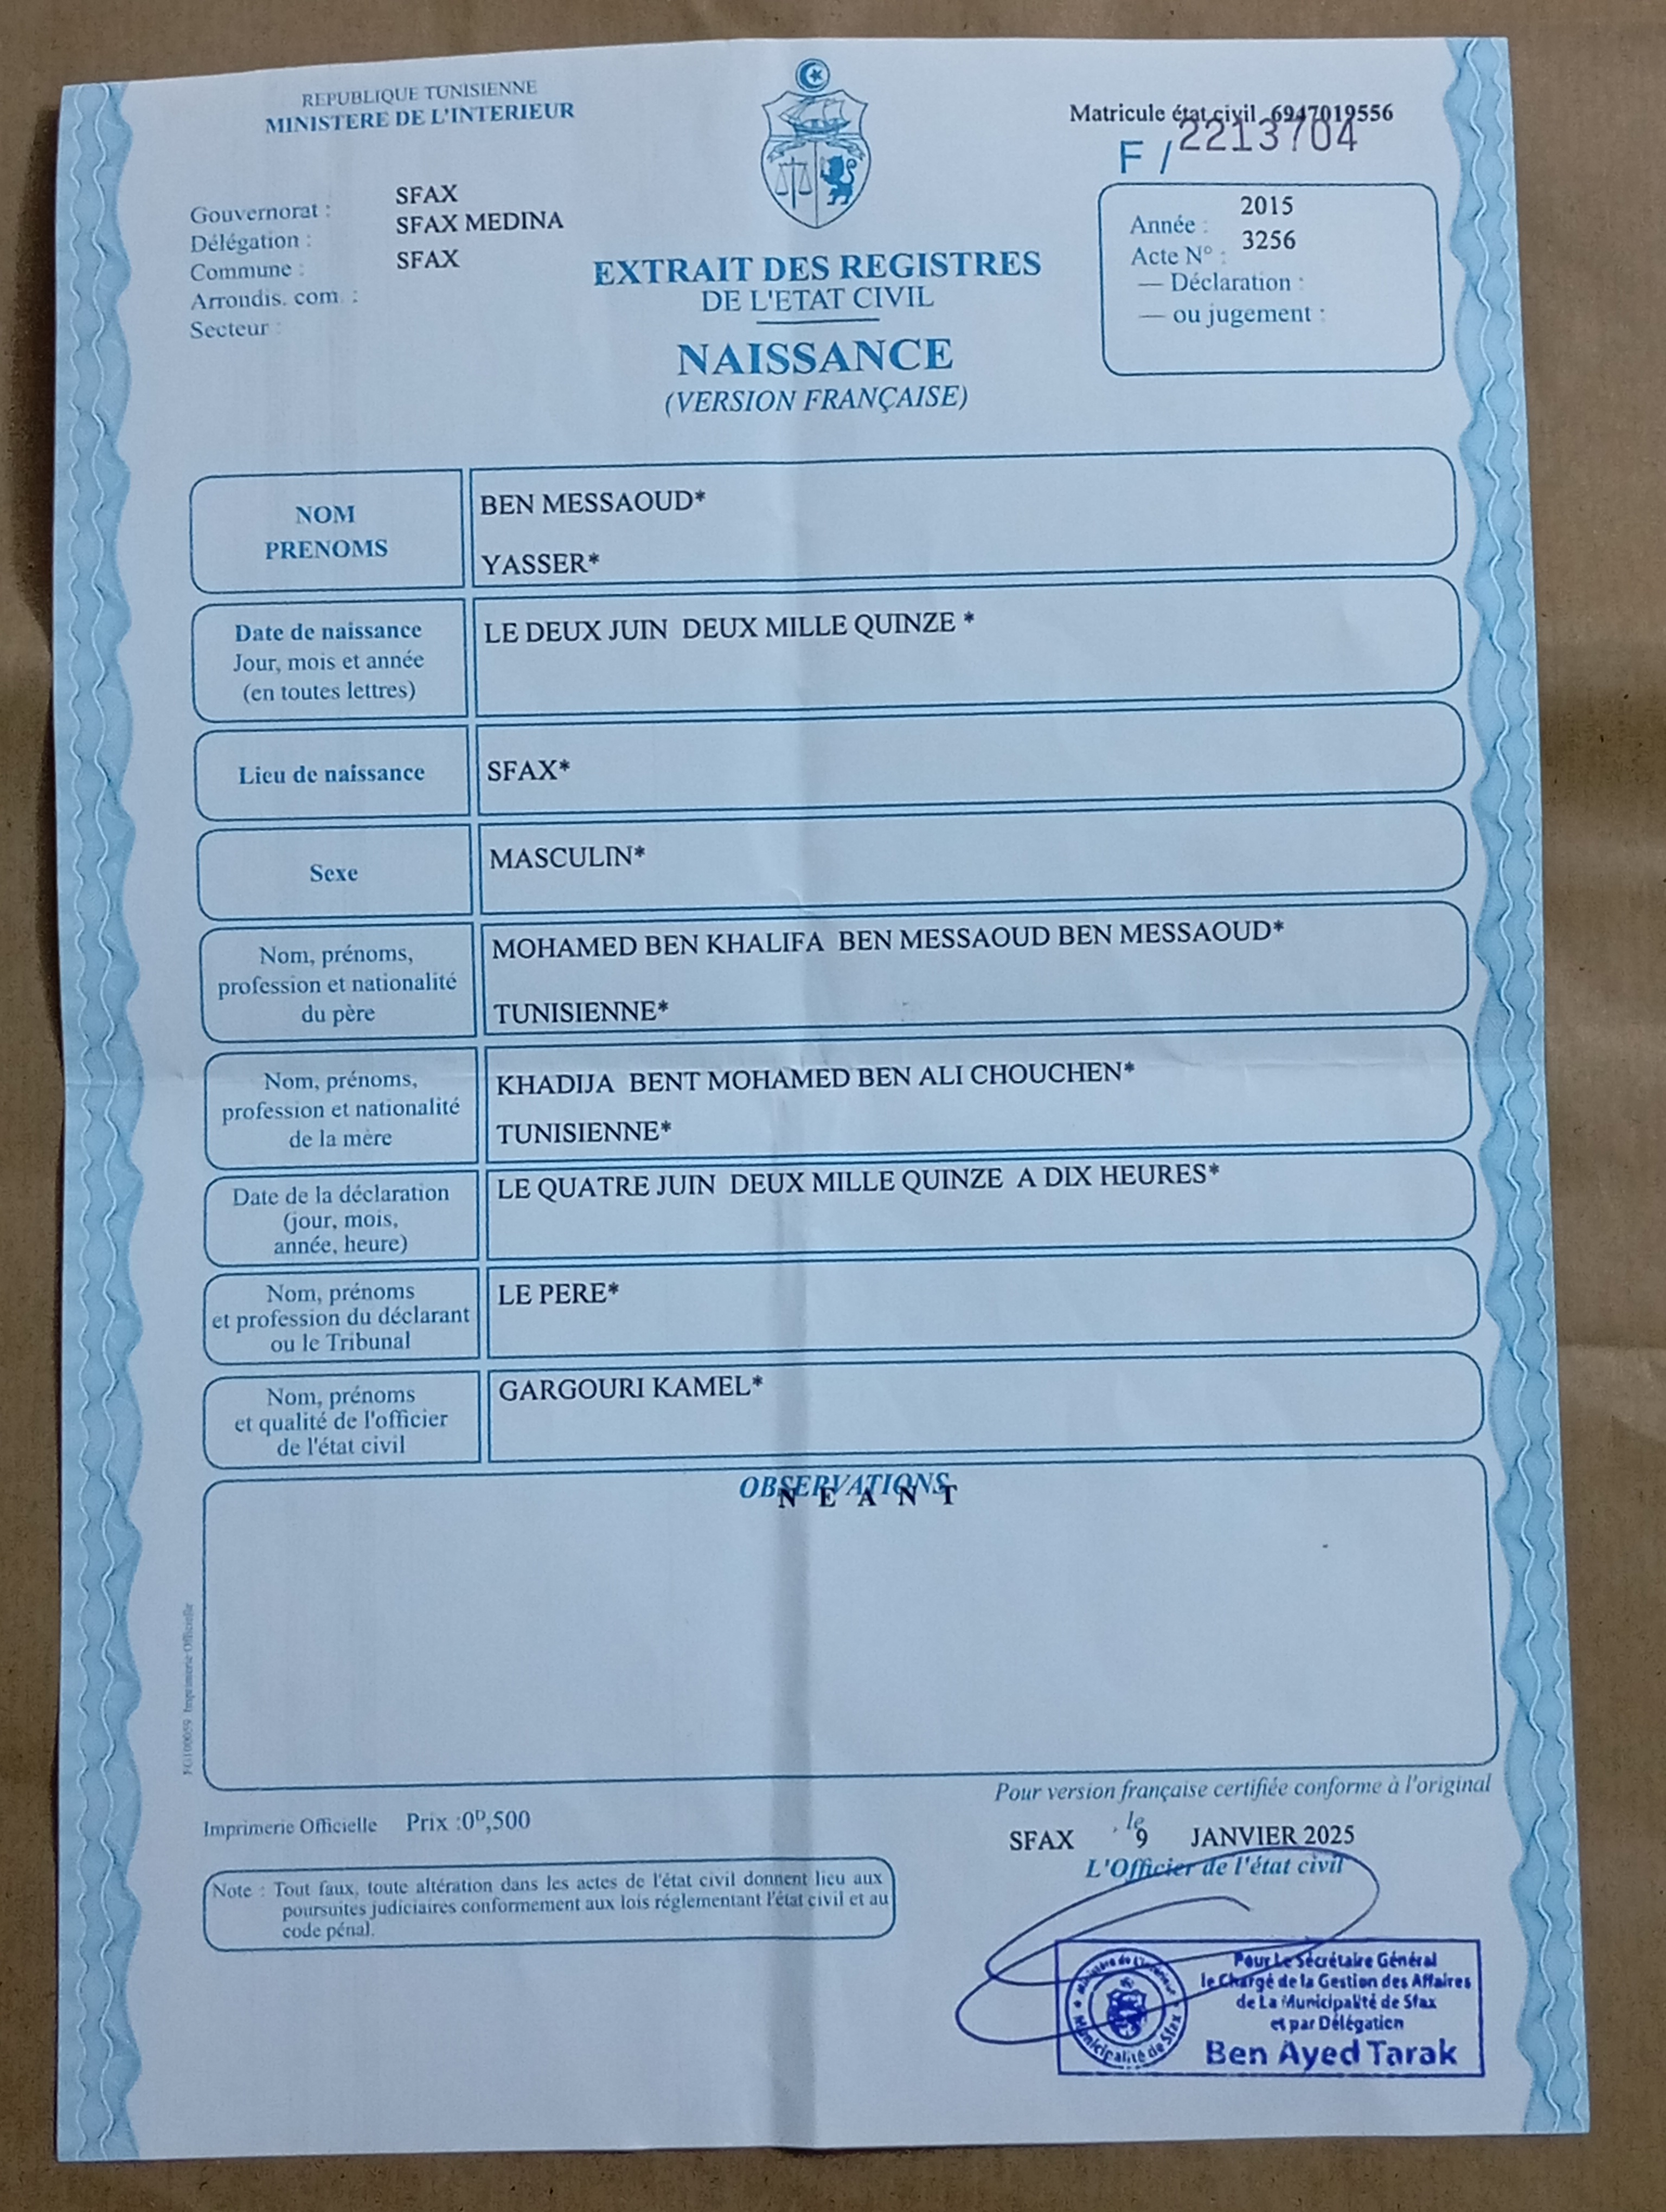 REPUBLIQUE TUNISIENNE
MINISTERE DE L'INTERIEUR
Matricule état civil 6947019556
F / 2213704
Gouvernorat : SFAX
Délégation : SFAX MEDINA
Commune : SFAX
Arrondis. com. :
Secteur :
EXTRAIT DES REGISTRES
DE L'ETAT CIVIL
NAISSANCE
(VERSION FRANÇAISE)
Année : 2015
Acte N° : 3256
— Déclaration :
— ou jugement :
NOM
PRENOMS
BEN MESSAOUD*
YASSER*
Date de naissance
Jour, mois et année
(en toutes lettres)
LE DEUX JUIN DEUX MILLE QUINZE *
Lieu de naissance
SFAX*
Sexe
MASCULIN*
Nom, prénoms,
profession et nationalité
du père
MOHAMED BEN KHALIFA BEN MESSAOUD BEN MESSAOUD*
TUNISIENNE*
Nom, prénoms,
profession et nationalité
de la mère
KHADIJA BENT MOHAMED BEN ALI CHOUCHEN*
TUNISIENNE*
Date de la déclaration
(jour, mois,
année, heure)
LE QUATRE JUIN DEUX MILLE QUINZE A DIX HEURES*
Nom, prénoms
et profession du déclarant
ou le Tribunal
LE PERE*
Nom, prénoms
et qualité de l'officier
de l'état civil
GARGOURI KAMEL*
OBSERVATIONS
N E A N T
Imprimerie Officielle
Pour version française certifiée conforme à l'original
Imprimerie Officielle Prix :0D,500
SFAX , le 9 JANVIER 2025
L'Officier de l'état civil
Note : Tout faux, toute altération dans les actes de l'état civil donnent lieu aux
poursuites judiciaires conformement aux lois réglementant l'état civil et au
code pénal.
Ministère de l'Intérieur
Municipalité de Sfax
Pour Le Sécrétaire Général
le Chargé de la Gestion des Affaires
de La Municipalité de Sfax
et par Délégation
Ben Ayed Tarak